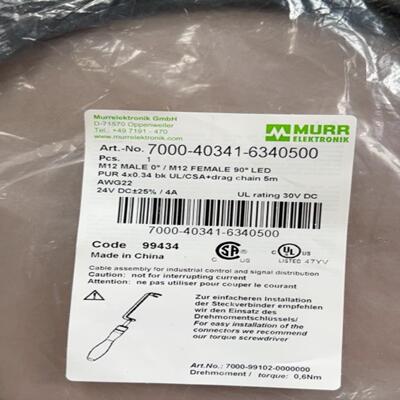 Murrelektronik GmbH
D-71570 Oppenweiler
Tel.: +49 7191 - 470
MURR
ELEKTRONIK
Art.-No. 7000-40341-6340500
Pcs. 1
M12 MALE 0° / M12 FEMALE 90° LED
PUR 4x0.34 bk UL/CSA+drag chain 5m
AWG22
24V DC±25% / 4A UL rating 30V DC
7000-40341-6340500
Code 99434
Made in China
SA
UL US
LISTED 47YV
Cable assembly for industrial control and signal distribution
Caution: not for interrupting current
Attention: ne pas utiliser pour couper le courant
Zur einfacheren Installation
der Steckverbinder empfehlen
wir den Einsatz des
Drehmomentschlüssels/
For easy installation of the
connectors we recommend
our torque screwdriver
Art.No.: 7000-99102-0000000
Drehmoment / torque: 0,6Nm